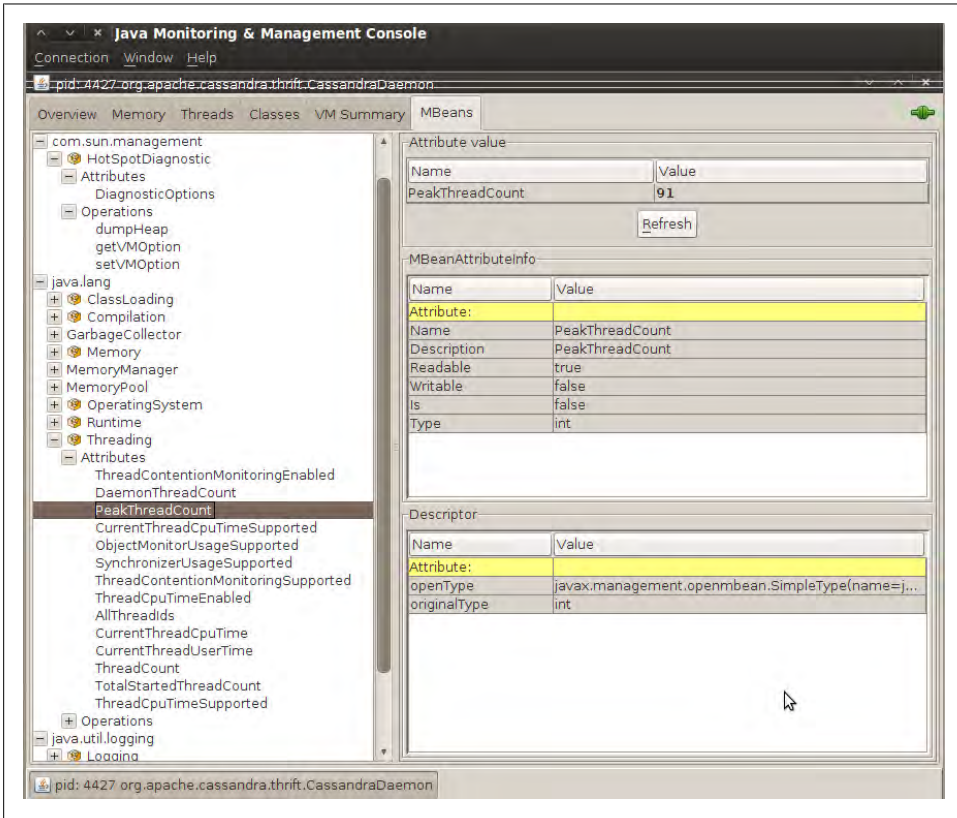 Java Monitoring & Management Console
Connection Window Help
pid: 4427 org.apache.cassandra.thrift.CassandraDaemon
Overview Memory Threads Classes VM Summary MBeans
com.sun.management
HotSpotDiagnostic
Attributes
DiagnosticOptions
Operations
dumpHeap
getVMOption
setVMOption
java.lang
ClassLoading
Compilation
GarbageCollector
Memory
MemoryManager
MemoryPool
OperatingSystem
Runtime
Threading
Attributes
ThreadContentionMonitoringEnabled
DaemonThreadCount
PeakThreadCount
CurrentThreadCpuTimeSupported
ObjectMonitorUsageSupported
SynchronizerUsageSupported
ThreadContentionMonitoringSupported
ThreadCpuTimeEnabled
AllThreadIds
CurrentThreadCpuTime
CurrentThreadUserTime
ThreadCount
TotalStartedThreadCount
ThreadCpuTimeSupported
Operations
java.util.logging
Logging
Attribute value
Name Value
PeakThreadCount 91
Refresh
MBeanAttributeInfo
Name Value
Attribute:
Name PeakThreadCount
Description PeakThreadCount
Readable true
Writable false
Is false
Type int
Descriptor
Name Value
Attribute:
openType javax.management.openmbean.SimpleType(name=j...
originalType int
pid: 4427 org.apache.cassandra.thrift.CassandraDaemon